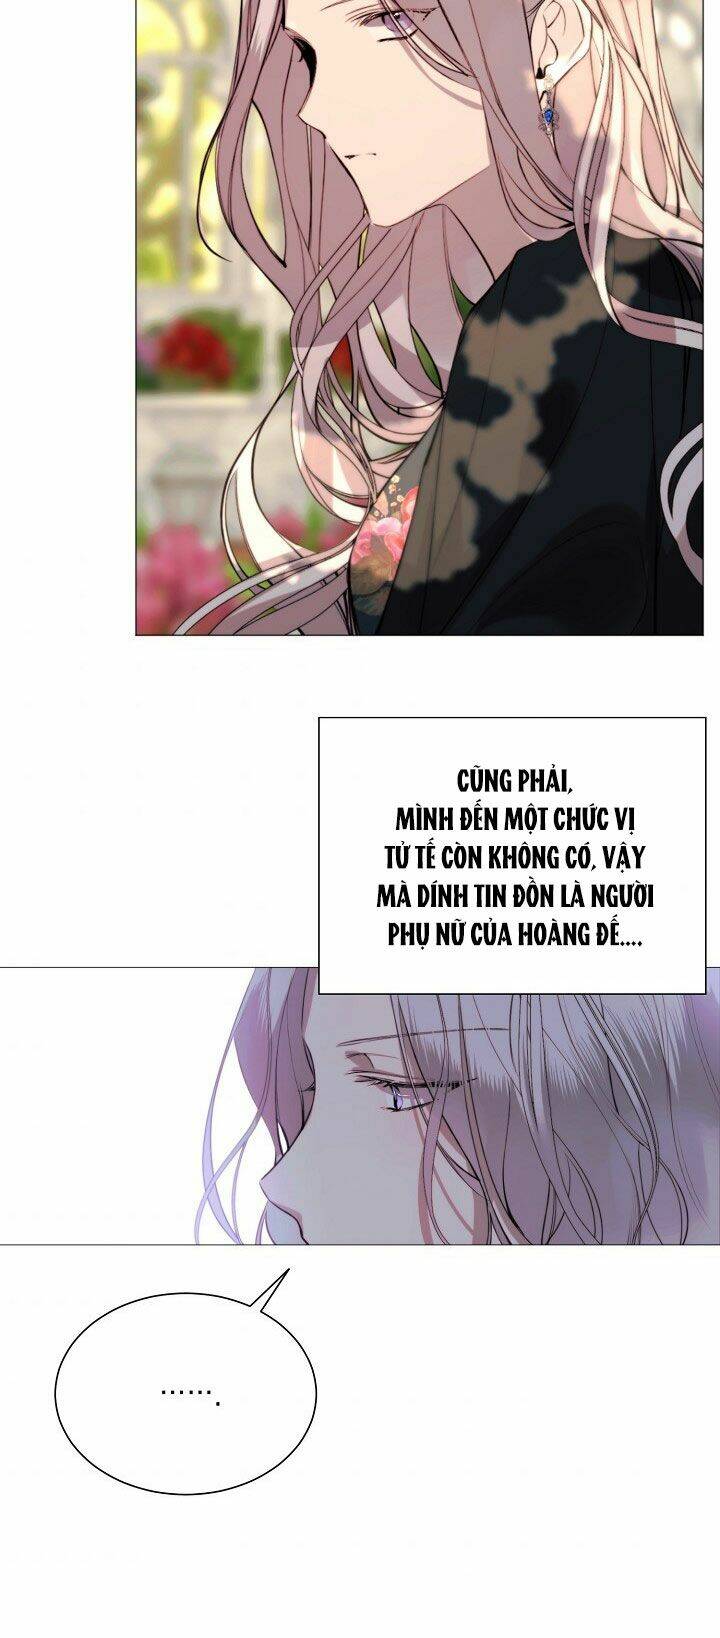 CŨNG PHẢI,
MÌNH ĐẾN MỘT CHỨC VỊ
TỬ TẾ CÒN KHÔNG CÓ, VẬY
MÀ DÍNH TIN ĐỒN LÀ NGƯỜI
PHỤ NỮ CỦA HOÀNG ĐẾ....
.......